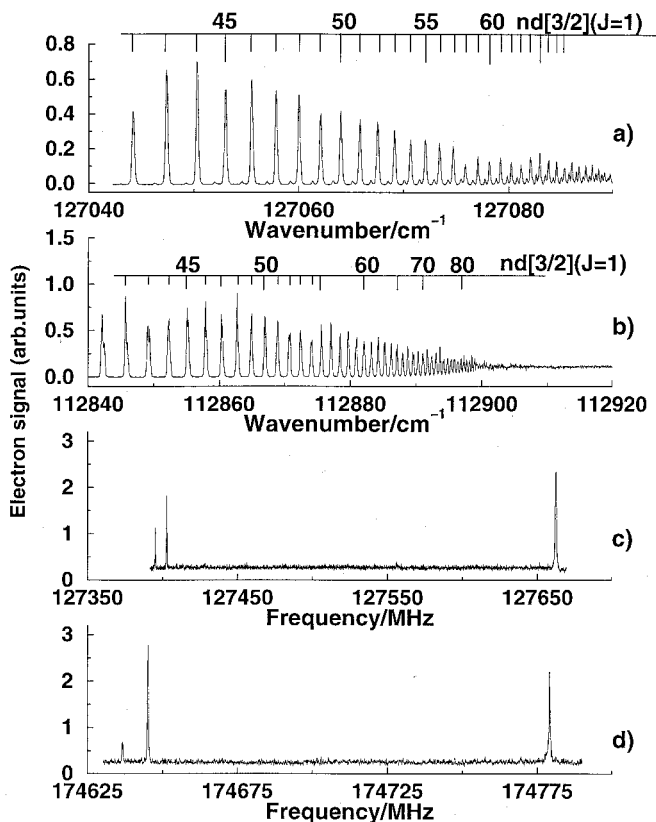 45 50 55 60 nd[3/2](J=1)
0.8
0.6
0.4
0.2
0.0
a)
127040 127060 127080
Wavenumber/cm⁻¹
45 50 60 70 80 nd[3/2](J=1)
1.5
1.0
0.5
0.0
b)
112840 112860 112880 112900 112920
Wavenumber/cm⁻¹
Electron signal (arb.units)
3
2
1
0
c)
127350 127450 127550 127650
Frequency/MHz
3
2
1
0
d)
174625 174675 174725 174775
Frequency/MHz